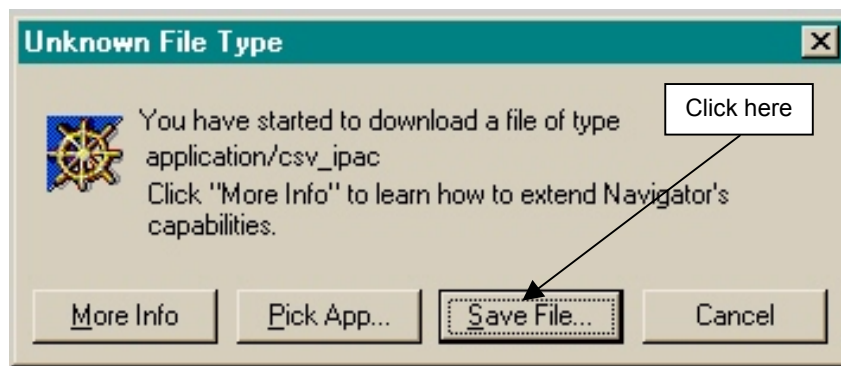 Unknown File Type
Click here
You have started to download a file of type
application/csv_ipac
Click "More Info" to learn how to extend Navigator's
capabilities.
More Info
Pick App...
Save File...
Cancel